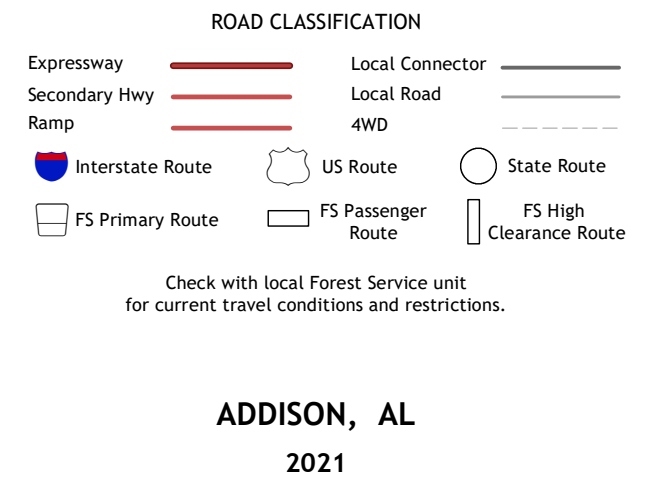 ROAD CLASSIFICATION
Expressway
Local Connector
Secondary Hwy
Local Road
Ramp
4WD
Interstate Route
US Route
State Route
FS Primary Route
FS Passenger
Route
FS High
Clearance Route
Check with local Forest Service unit
for current travel conditions and restrictions.
ADDISON, AL
2021